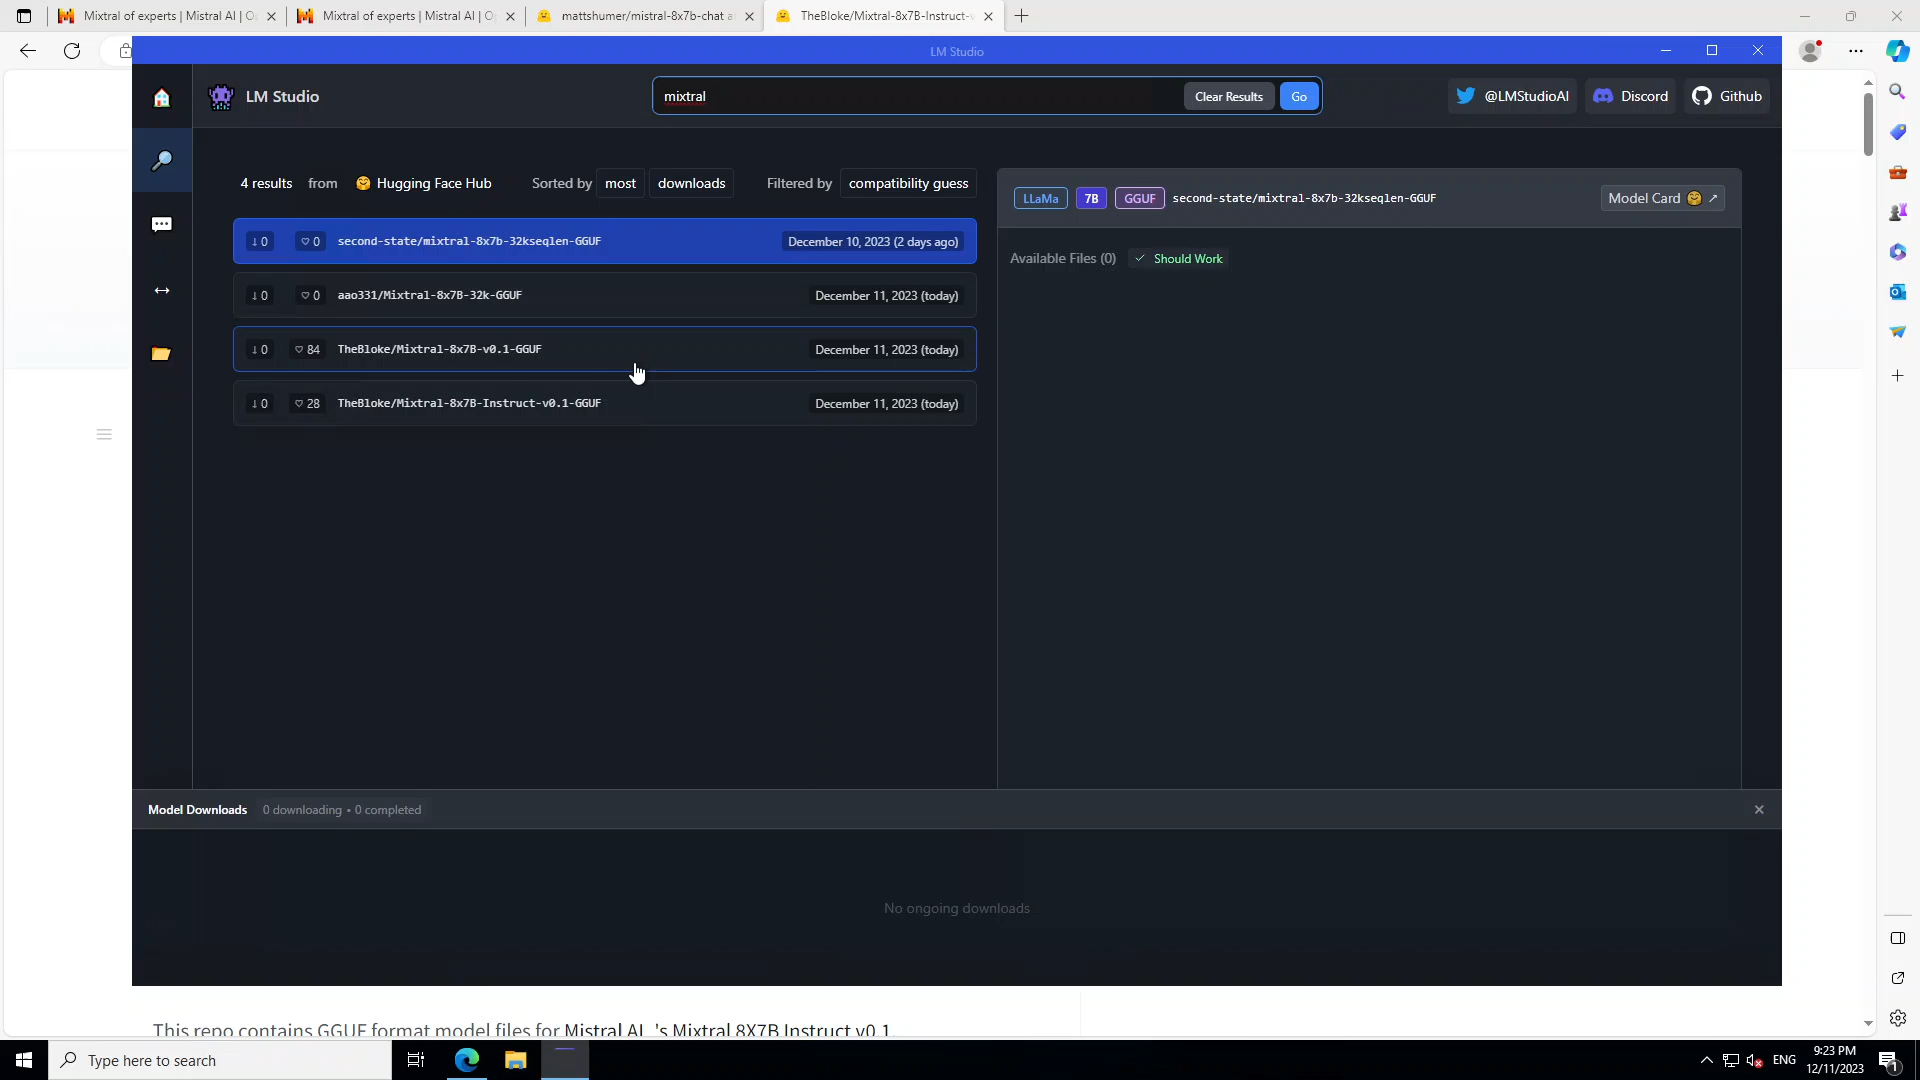 Mixtral of experts | Mistral AI | O
Mixtral of experts | Mistral AI | O
mattshumer/mistral-8x7b-chat a
TheBloke/Mixtral-8x7B-Instruct-
LM Studio
LM Studio
mixtral
Clear Results
Go
@LMStudioAI
Discord
Github
4 results from Hugging Face Hub
Sorted by most downloads
Filtered by compatibility guess
↓0 ♡0 second-state/mixtral-8x7b-32kseqlen-GGUF December 10, 2023 (2 days ago)
↓0 ♡0 aao331/Mixtral-8x7B-32k-GGUF December 11, 2023 (today)
↓0 ♡84 TheBloke/Mixtral-8x7B-v0.1-GGUF December 11, 2023 (today)
↓0 ♡28 TheBloke/Mixtral-8x7B-Instruct-v0.1-GGUF December 11, 2023 (today)
LLaMa 7B GGUF second-state/mixtral-8x7b-32kseqlen-GGUF
Model Card ↗
Available Files (0) ✓ Should Work
Model Downloads 0 downloading • 0 completed
No ongoing downloads
This repo contains GGUF format model files for Mistral AI_'s Mixtral 8X7B Instruct v0.1.
Type here to search
ENG
9:23 PM
12/11/2023
1